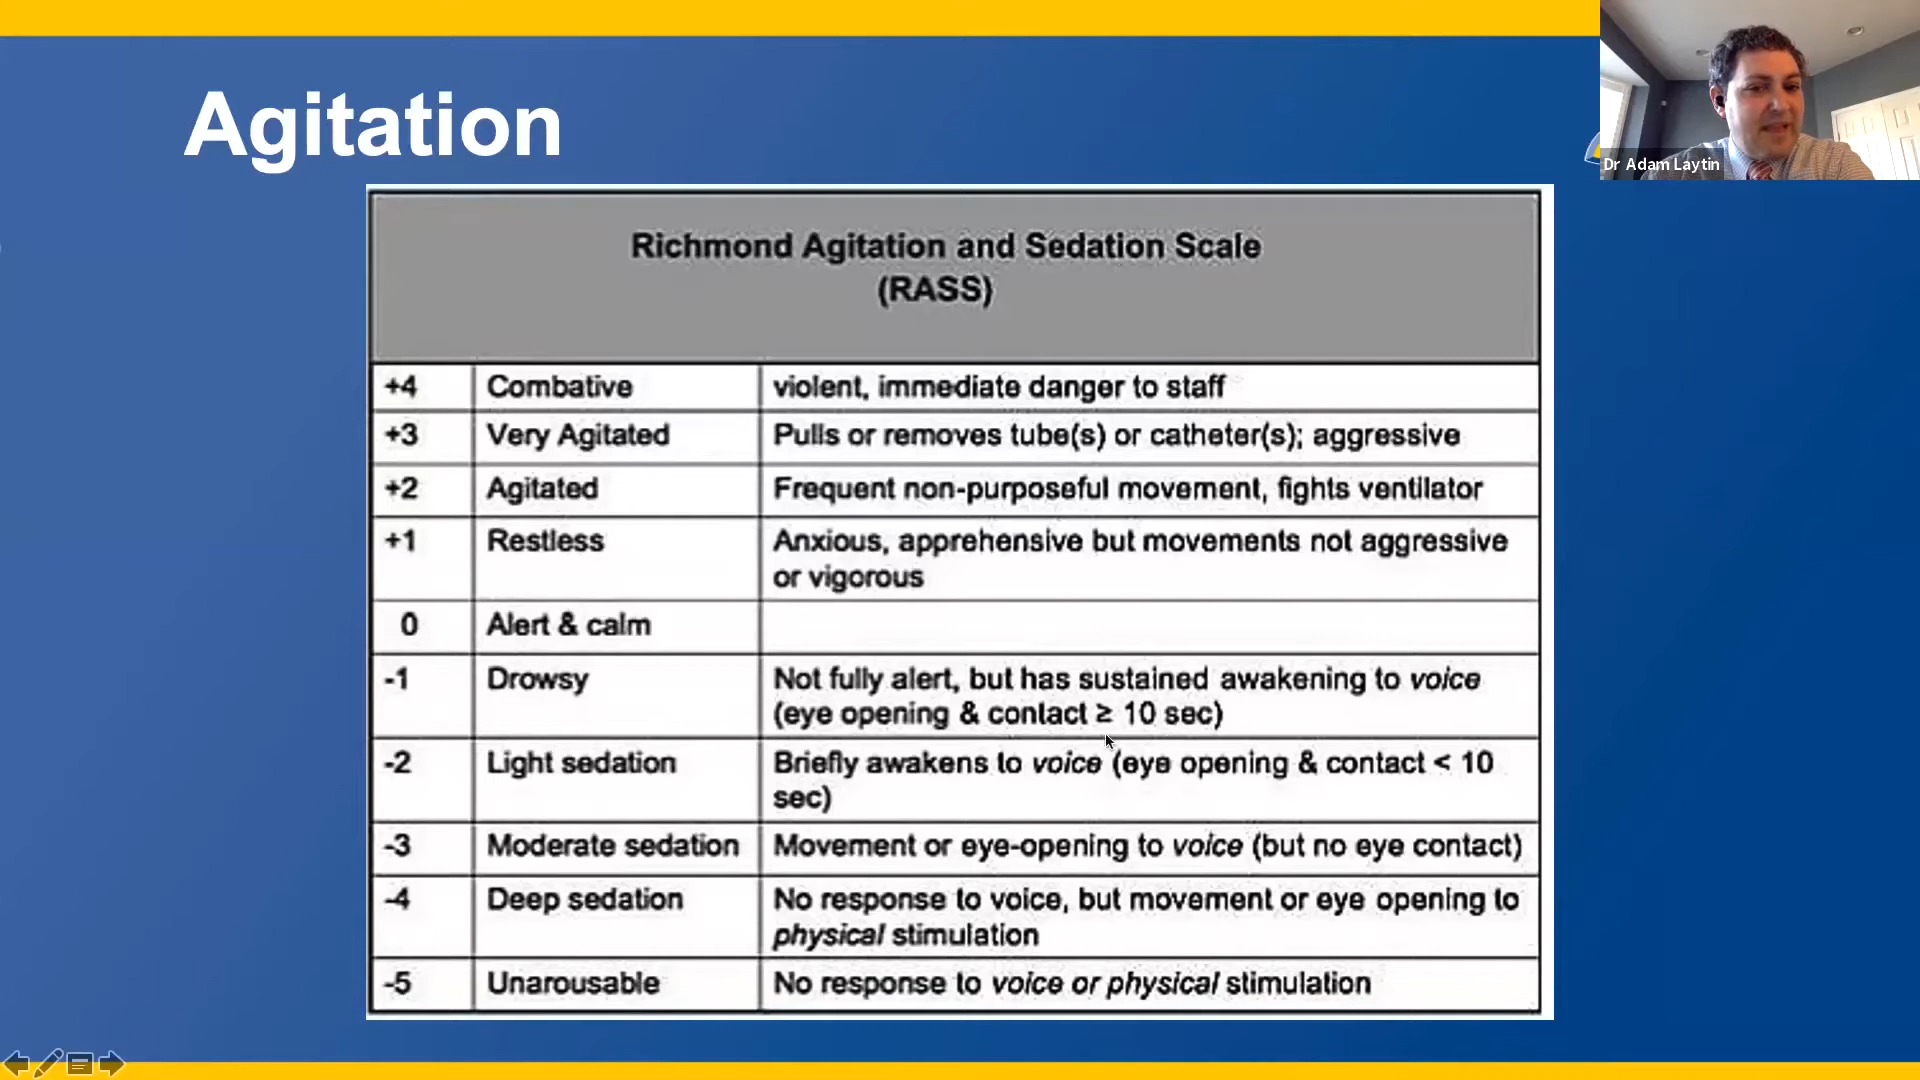 Agitation
Dr Adam Laytin
Richmond Agitation and Sedation Scale
(RASS)
+4 Combative violent, immediate danger to staff
+3 Very Agitated Pulls or removes tube(s) or catheter(s); aggressive
+2 Agitated Frequent non-purposeful movement, fights ventilator
+1 Restless Anxious, apprehensive but movements not aggressive
or vigorous
0 Alert & calm
-1 Drowsy Not fully alert, but has sustained awakening to voice
(eye opening & contact ≥ 10 sec)
-2 Light sedation Briefly awakens to voice (eye opening & contact < 10
sec)
-3 Moderate sedation Movement or eye-opening to voice (but no eye contact)
-4 Deep sedation No response to voice, but movement or eye opening to
physical stimulation
-5 Unarousable No response to voice or physical stimulation